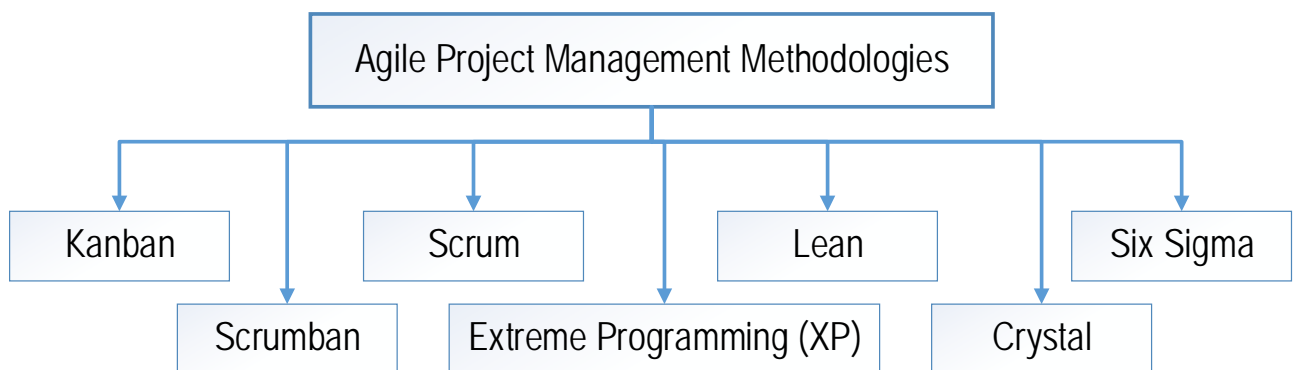 Agile Project Management Methodologies
Kanban
Scrum
Lean
Six Sigma
Scrumban
Extreme Programming (XP)
Crystal